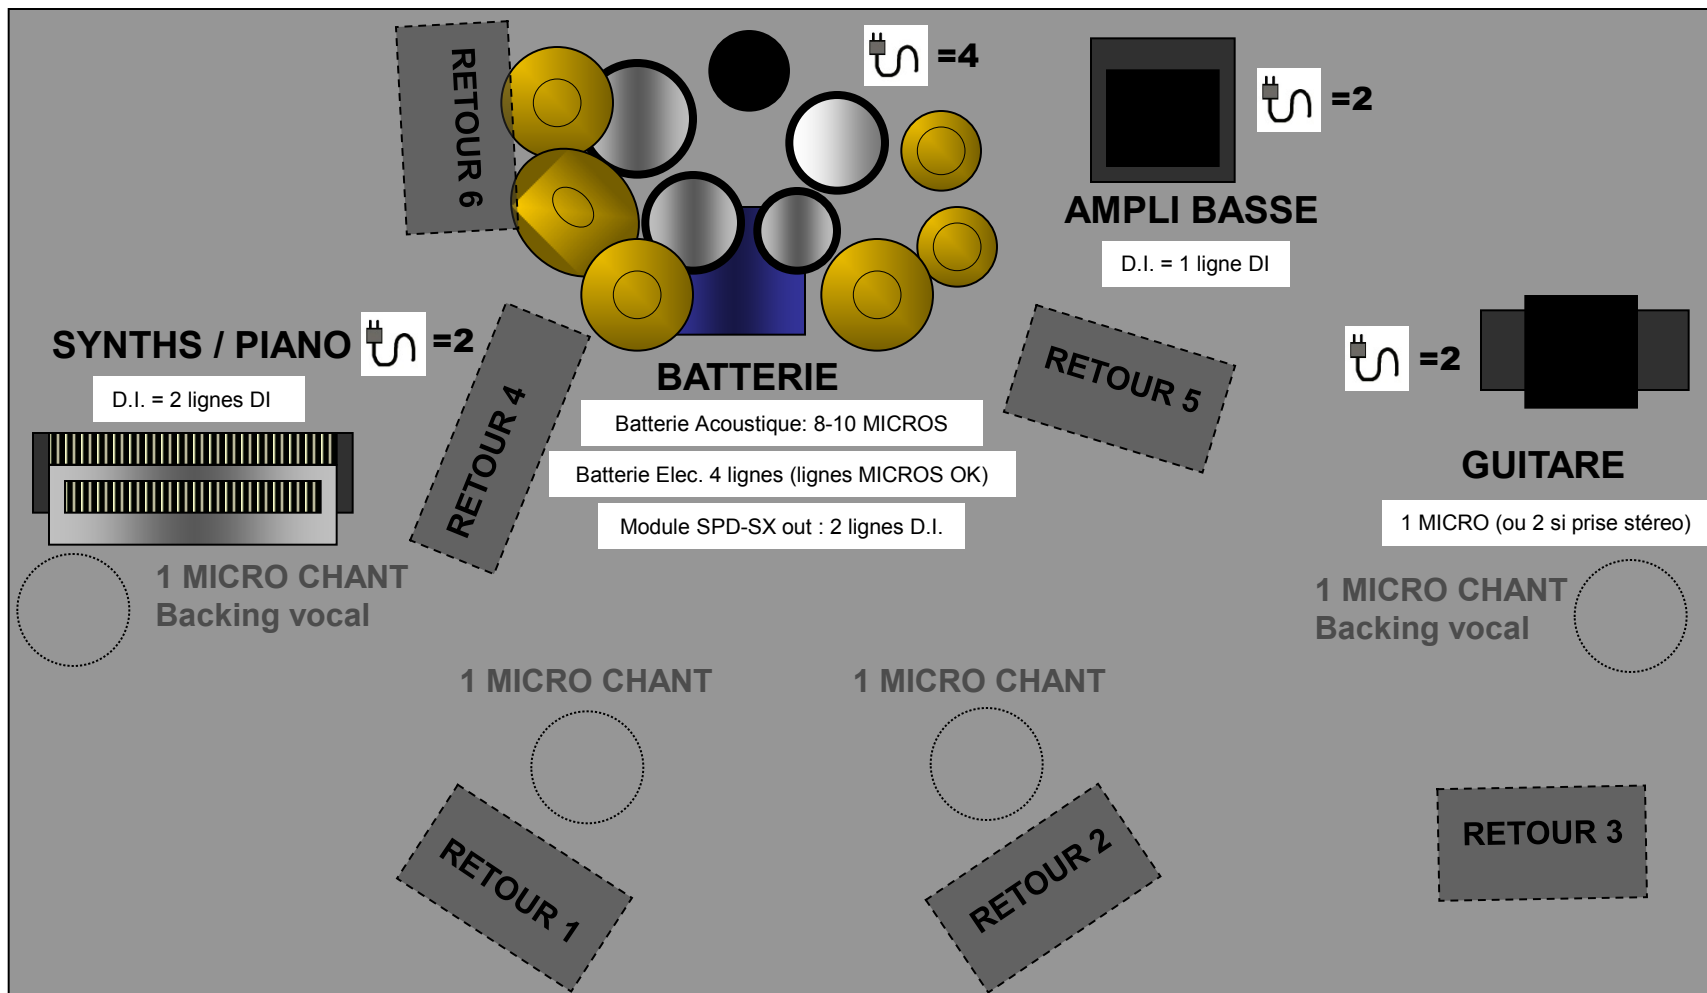 RETOUR 6
=4
=2
AMPLI BASSE
D.I. = 1 ligne DI
SYNTHS / PIANO
=2
D.I. = 2 lignes DI
RETOUR 4
BATTERIE
Batterie Acoustique: 8-10 MICROS
Batterie Elec. 4 lignes (lignes MICROS OK)
Module SPD-SX out : 2 lignes D.I.
RETOUR 5
=2
GUITARE
1 MICRO (ou 2 si prise stéreo)
1 MICRO CHANT
Backing vocal
1 MICRO CHANT
Backing vocal
1 MICRO CHANT
1 MICRO CHANT
RETOUR 1
RETOUR 2
RETOUR 3